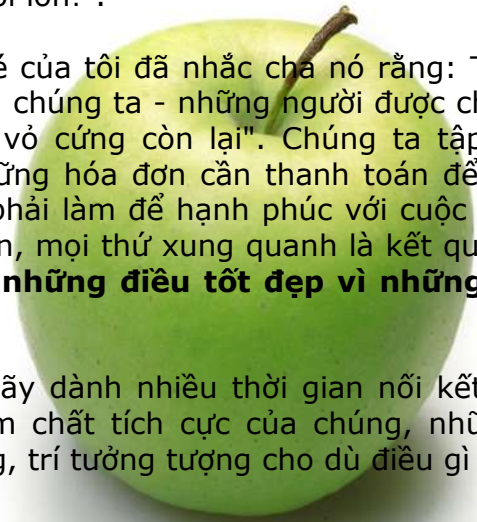 é của tôi đã nhắc cha nó rằng: T
chúng ta - những người được ch
vỏ cứng còn lại". Chúng ta tập
ững hóa đơn cần thanh toán để
phải làm để hạnh phúc với cuộc
n, mọi thứ xung quanh là kết qu
những điều tốt đẹp vì những
ãy dành nhiều thời gian nối kết
m chất tích cực của chúng, nhữ
g, trí tưởng tượng cho dù điều gì